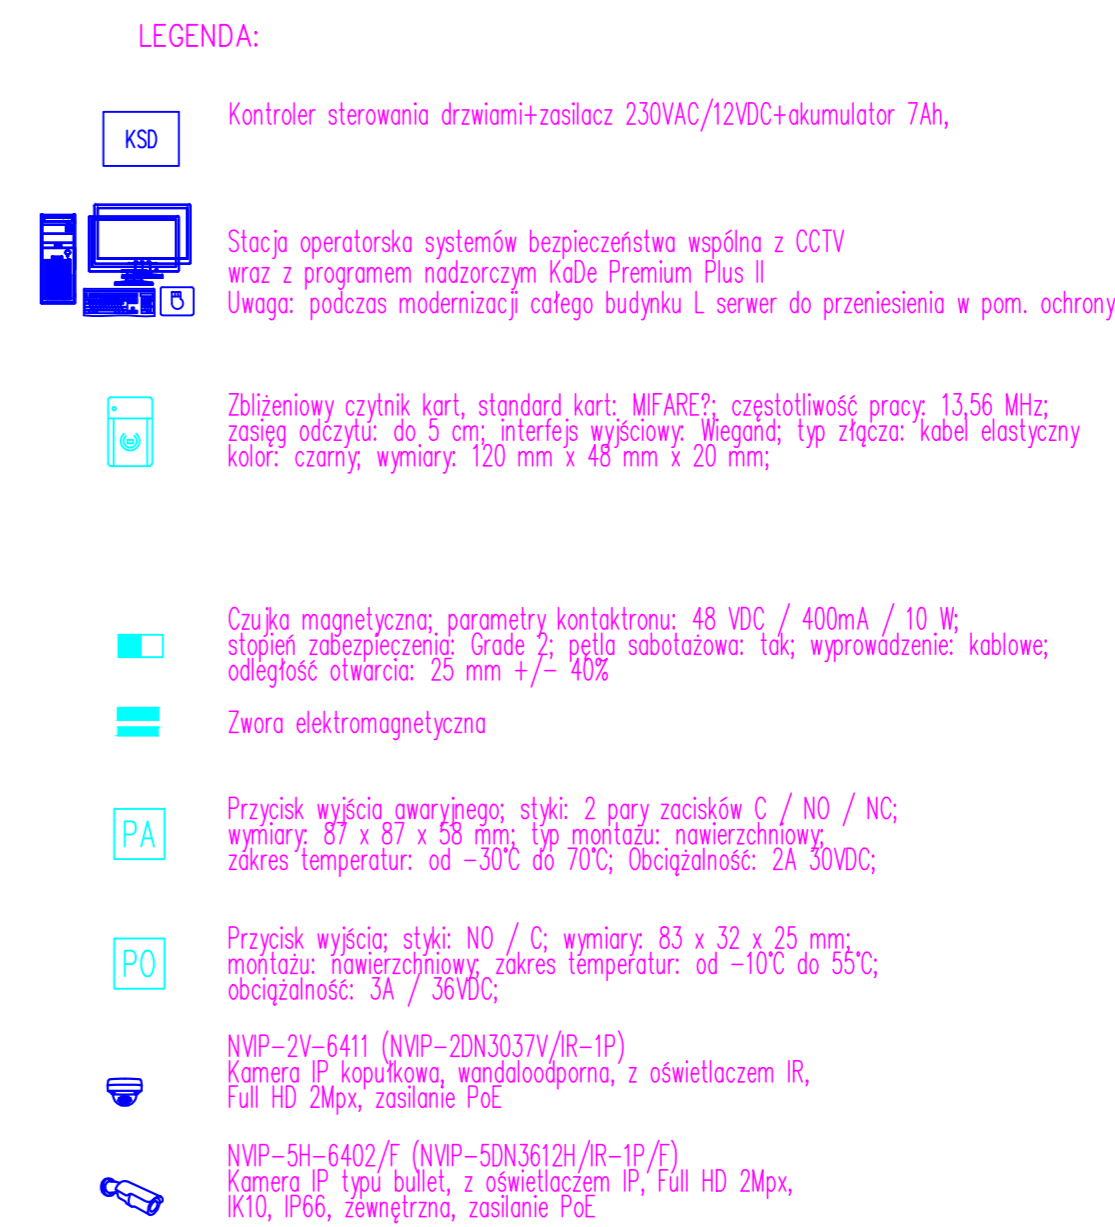 LEGENDA:
KSD
Kontroler sterowania drzwiami+zasilacz 230VAC/12VDC+akumulator 7Ah,
Stacja operatorska systemów bezpieczeństwa wspólna z CCTV
wraz z programem nadzorczym KaDe Premium Plus II
Uwaga: podczas modernizacji całego budynku L serwer do przeniesienia w pom. ochrony
Zbliżeniowy czytnik kart, standard kart: MIFARE?; częstotliwość pracy: 13,56 MHz;
zasięg odczytu: do 5 cm; interfejs wyjściowy: Wiegand; typ złącza: kabel elastyczny
kolor: czarny; wymiary: 120 mm x 48 mm x 20 mm;
Czujka magnetyczna; parametry kontaktronu: 48 VDC / 400mA / 10 W;
stopień zabezpieczenia: Grade 2; pętla sabotażowa: tak; wyprowadzenie: kablowe;
odległość otwarcia: 25 mm +/- 40%
Zwora elektromagnetyczna
PA
Przycisk wyjścia awaryjnego; styki: 2 pary zacisków C / NO / NC;
wymiary: 87 x 87 x 58 mm; typ montażu: nawierzchniowy;
zakres temperatur: od -30°C do 70°C; Obciążalność: 2A 30VDC;
PO
Przycisk wyjścia; styki: NO / C; wymiary: 83 x 32 x 25 mm;
montażu: nawierzchniowy; zakres temperatur: od -10°C do 55°C;
obciążalność: 3A / 36VDC;
NVIP-2V-6411 (NVIP-2DN3037V/IR-1P)
Kamera IP kopułkowa, wandaloodporna, z oświetlaczem IR,
Full HD 2Mpx, zasilanie PoE
NVIP-5H-6402/F (NVIP-5DN3612H/IR-1P/F)
Kamera IP typu bullet, z oświetlaczem IP, Full HD 2Mpx,
IK10, IP66, zewnętrzna, zasilanie PoE